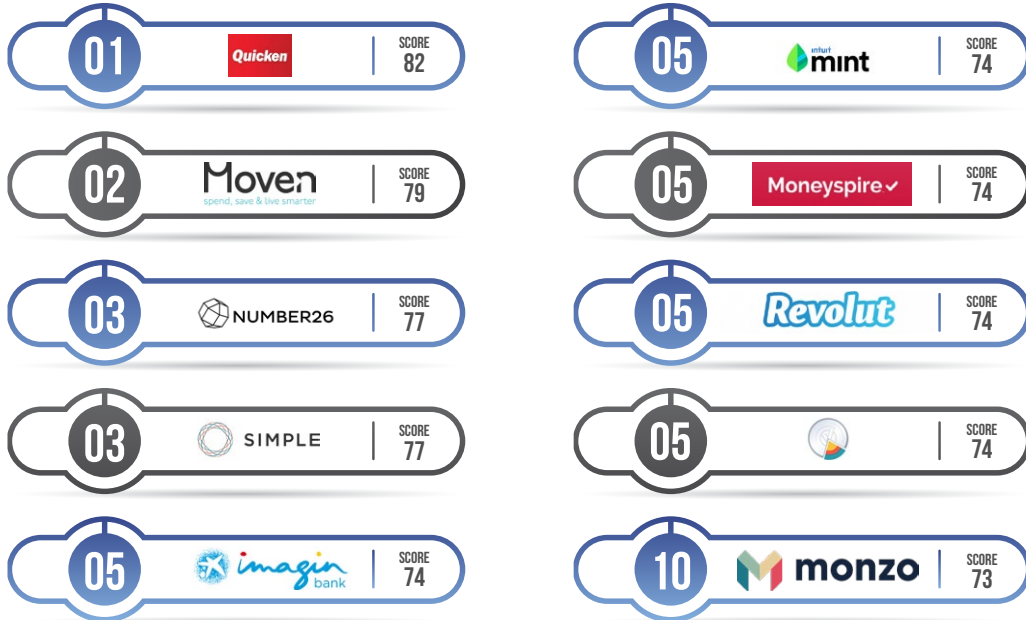 01
Quicken
SCORE
82
02
Moven
spend, save & live smarter
SCORE
79
03
NUMBER26
SCORE
77
03
SIMPLE
SCORE
77
05
imagin
bank
SCORE
74
05
intuit
mint
SCORE
74
05
Moneyspire
SCORE
74
05
Revolut
SCORE
74
05
SCORE
74
10
monzo
SCORE
73